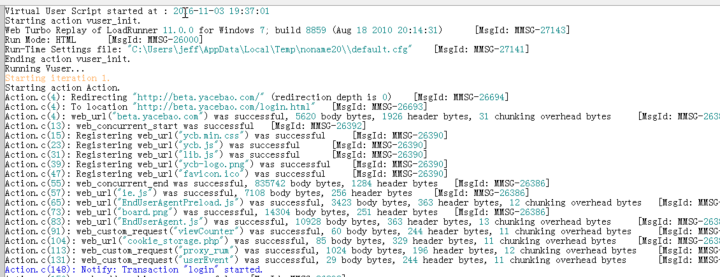 Virtual User Script started at : 2016-11-03 19:37:01
Starting action vuser_init.
Web Turbo Replay of LoadRunner 11.0.0 for Windows 7; build 8859 (Aug 18 2010 20:14:31) [MsgId: MMSG-27143]
Run Mode: HTML [MsgId: MMSG-26000]
Run-Time Settings file: "C:\Users\jeff\AppData\Local\Temp\noname20\\default.cfg" [MsgId: MMSG-27141]
Ending action vuser_init.
Running Vuser...
Starting iteration 1.
Starting action Action.
Action.c(4): Redirecting "http://beta.yacebao.com/" (redirection depth is 0) [MsgId: MMSG-26694]
Action.c(4): To location "http://beta.yacebao.com/login.html" [MsgId: MMSG-26693]
Action.c(4): web_url("beta.yacebao.com") was successful, 5620 body bytes, 1926 header bytes, 31 chunking overhead bytes [MsgId: MMSG-26
Action.c(13): web_concurrent_start was successful [MsgId: MMSG-26392]
Action.c(15): Registering web_url("ycb.min.css") was successful [MsgId: MMSG-26390]
Action.c(23): Registering web_url("ycb.js") was successful [MsgId: MMSG-26390]
Action.c(31): Registering web_url("lib.js") was successful [MsgId: MMSG-26390]
Action.c(39): Registering web_url("ycb-logo.png") was successful [MsgId: MMSG-26390]
Action.c(47): Registering web_url("favicon.ico") was successful [MsgId: MMSG-26390]
Action.c(55): web_concurrent_end was successful, 835742 body bytes, 1284 header bytes [MsgId: MMSG-26386]
Action.c(57): web_url("ie.js") was successful, 7108 body bytes, 256 header bytes [MsgId: MMSG-26386]
Action.c(65): web_url("EndUserAgentPreload.js") was successful, 3423 body bytes, 363 header bytes, 12 chunking overhead bytes [MsgId: MM
Action.c(73): web_url("board.png") was successful, 14304 body bytes, 251 header bytes [MsgId: MMSG-26386]
Action.c(83): web_url("EndUserAgent.js") was successful, 10928 body bytes, 363 header bytes, 13 chunking overhead bytes [MsgId: MMSG-263
Action.c(91): web_custom_request("viewCounter") was successful, 60 body bytes, 244 header bytes, 11 chunking overhead bytes [MsgId: MMS
Action.c(104): web_url("cookie_storage.php") was successful, 85 body bytes, 329 header bytes, 11 chunking overhead bytes [MsgId: MMSG-2
Action.c(113): web_custom_request("proxy_rum") was successful, 1024 body bytes, 196 header bytes, 12 chunking overhead bytes [MsgId: MM
Action.c(131): web_custom_request("userEvent") was successful, 29 body bytes, 244 header bytes, 11 chunking overhead bytes [MsgId: MMS
Action.c(148): Notify: Transaction "login" started.